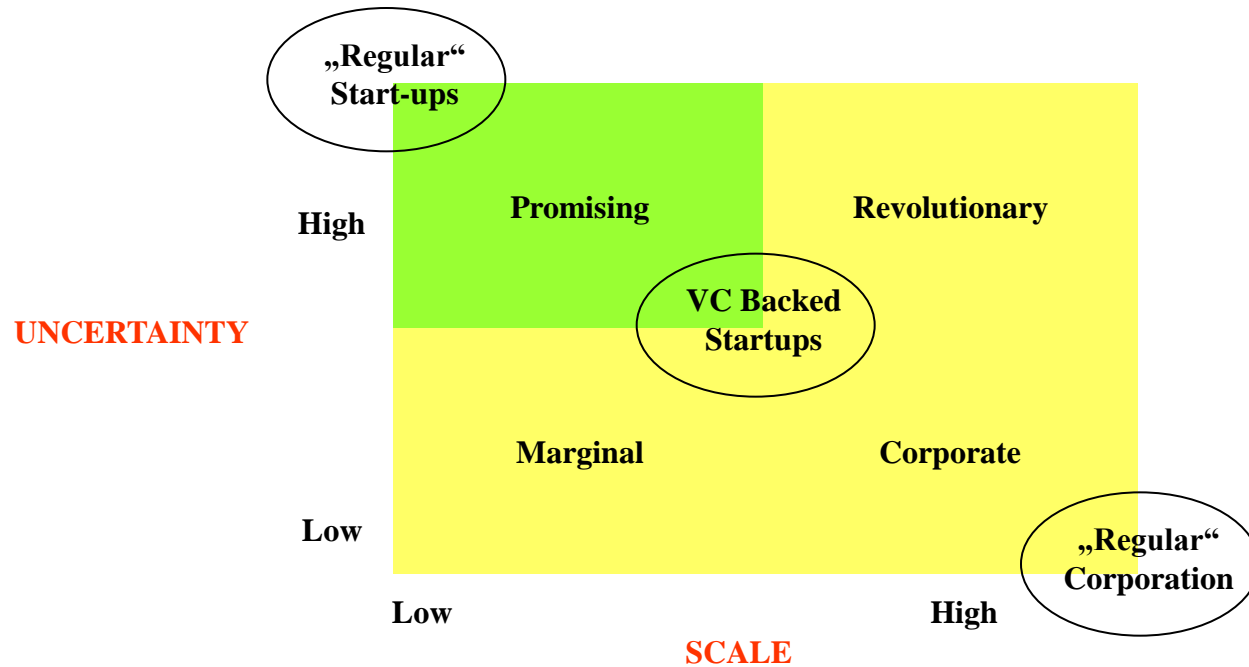 „Regular“
Start-ups
High
Promising
Revolutionary
VC Backed
Startups
UNCERTAINTY
Marginal
Corporate
Low
„Regular“
Corporation
Low
High
SCALE